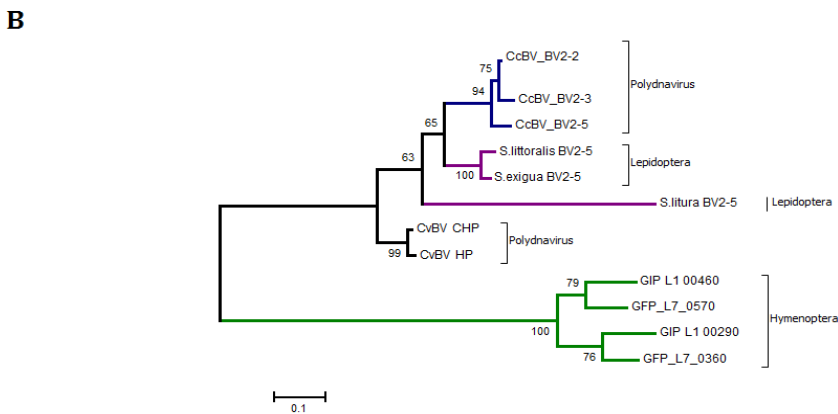 B
CcBV_BV2-2
75
Polydnavirus
94
CcBV_BV2-3
CcBV_BV2-5
65
S.littoralis BV2-5
63
Lepidoptera
100
S.exigua BV2-5
S.litura BV2-5
Lepidoptera
CvBV CHP
Polydnavirus
99
CvBV HP
79
GIP L1 00460
GFP_L7_0570
Hymenoptera
100
GIP L1 00290
76
GFP_L7_0360
0.1